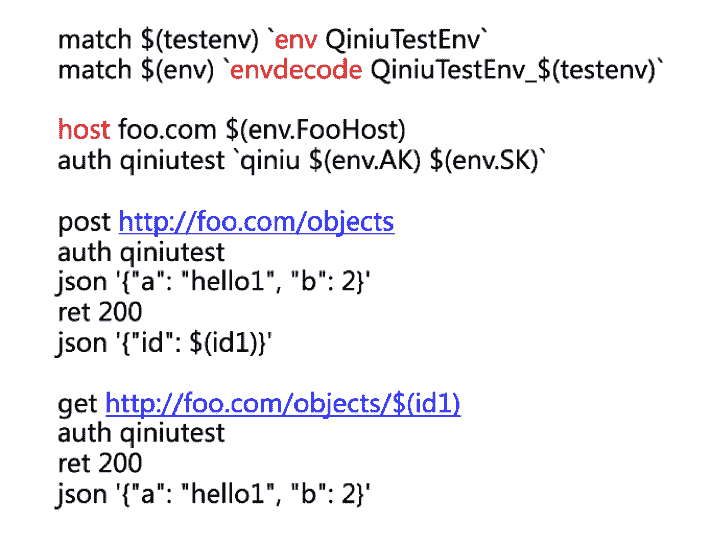 match $(testenv) `env QiniuTestEnv`
match $(env) `envdecode QiniuTestEnv_$(testenv)`
host foo.com $(env.FooHost)
auth qiniutest `qiniu $(env.AK) $(env.SK)`
post http://foo.com/objects
auth qiniutest
json '{"a": "hello1", "b": 2}'
ret 200
json '{"id": $(id1)}'
get http://foo.com/objects/$(id1)
auth qiniutest
ret 200
json '{"a": "hello1", "b": 2}'